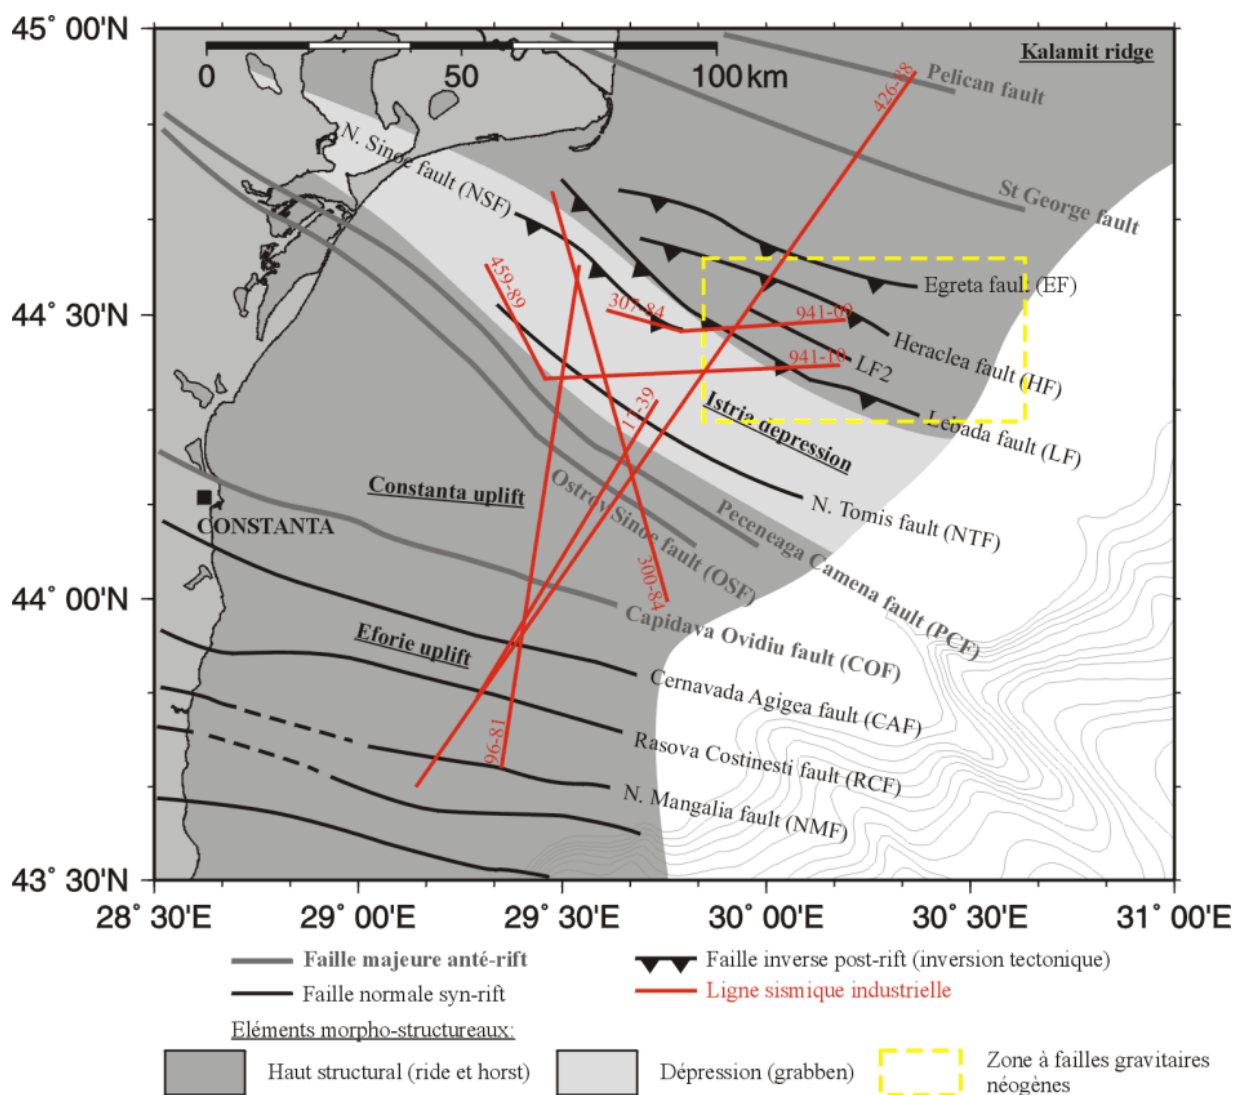 45° 00'N
44° 30'N
44° 00'N
43° 30'N
28° 30'E
29° 00'E
29° 30'E
30° 00'E
30° 30'E
31° 00'E
0
50
100 km
Kalamit ridge
Pelican fault
St George fault
426-88
N. Sinoe fault (NSF)
Egreta faul. (EF)
459-89
307-84
941-09
Heraclea fault (HF)
941-10
LF2
Lebada fault (LF)
Istria depression
Constanta uplift
CONSTANTA
Ostrov Sinoe fault (OSF)
Peceneaga Camena fault (PCF)
N. Tomis fault (NTF)
300-84
Capidava Ovidiu fault (COF)
Eforie uplift
Cernavada Agigea fault (CAF)
96-81
Rasova Costinesti fault (RCF)
N. Mangalia fault (NMF)
Faille majeure anté-rift
Faille inverse post-rift (inversion tectonique)
Faille normale syn-rift
Ligne sismique industrielle
Eléments morpho-structureaux:
Haut structural (ride et horst)
Dépression (grabben)
Zone à failles gravitaires
néogènes